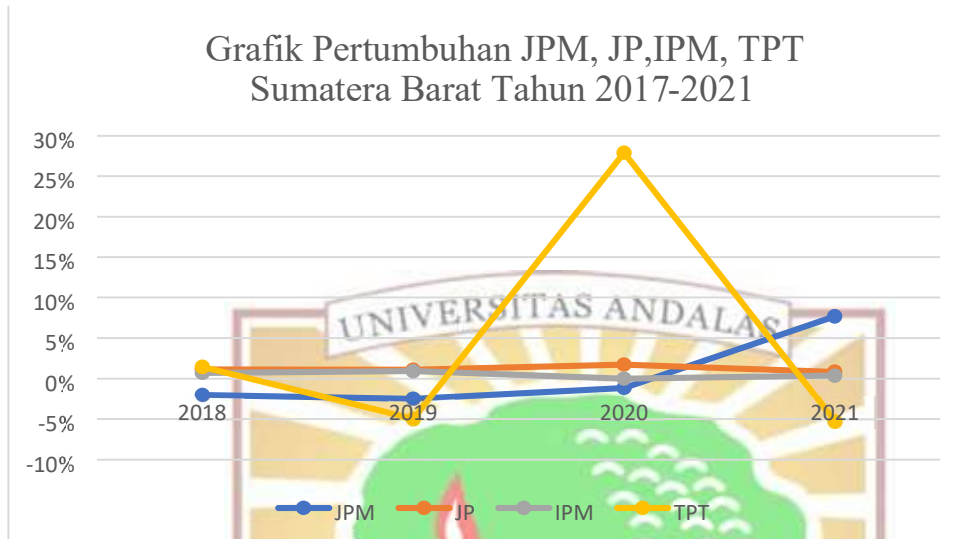 Grafik Pertumbuhan JPM, JP,IPM, TPT
Sumatera Barat Tahun 2017-2021
30%
25%
20%
15%
10%
5%
0%
-5%
-10%
UNIVERSITAS ANDALAS
2018 2019 2020 2021
JPM JP IPM TPT